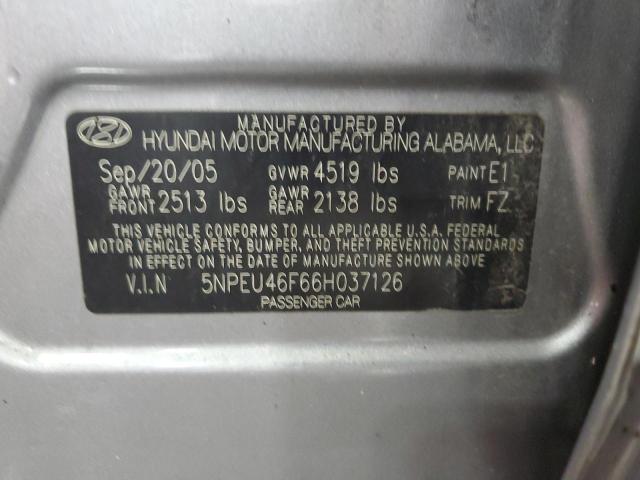 MANUFACTURED BY
HYUNDAI MOTOR MANUFACTURING ALABAMA, LLC
Sep/20/05 GVWR 4519 lbs PAINT E1
GAWR FRONT 2513 lbs GAWR REAR 2138 lbs TRIM FZ
THIS VEHICLE CONFORMS TO ALL APPLICABLE U.S.A. FEDERAL
MOTOR VEHICLE SAFETY, BUMPER, AND THEFT PREVENTION STANDARDS
IN EFFECT ON THE DATE OF MANUFACTURE SHOWN ABOVE
V.I.N 5NPEU46F66H037126
PASSENGER CAR